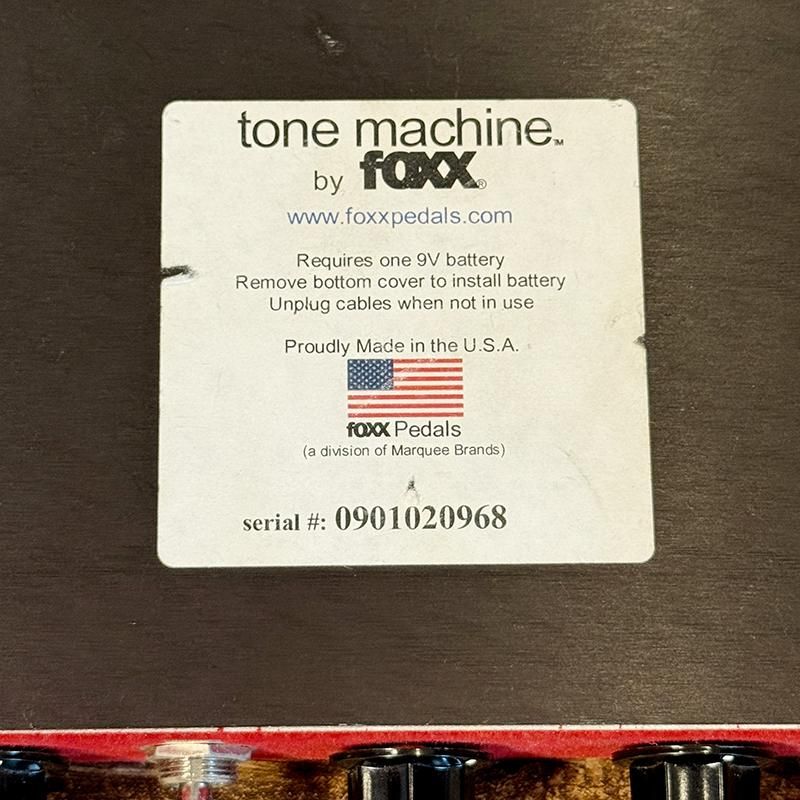 tone machine™
by foxx®
www.foxxpedals.com
Requires one 9V battery
Remove bottom cover to install battery
Unplug cables when not in use
Proudly Made in the U.S.A.
foxx Pedals
(a division of Marquee Brands)
serial #: 0901020968